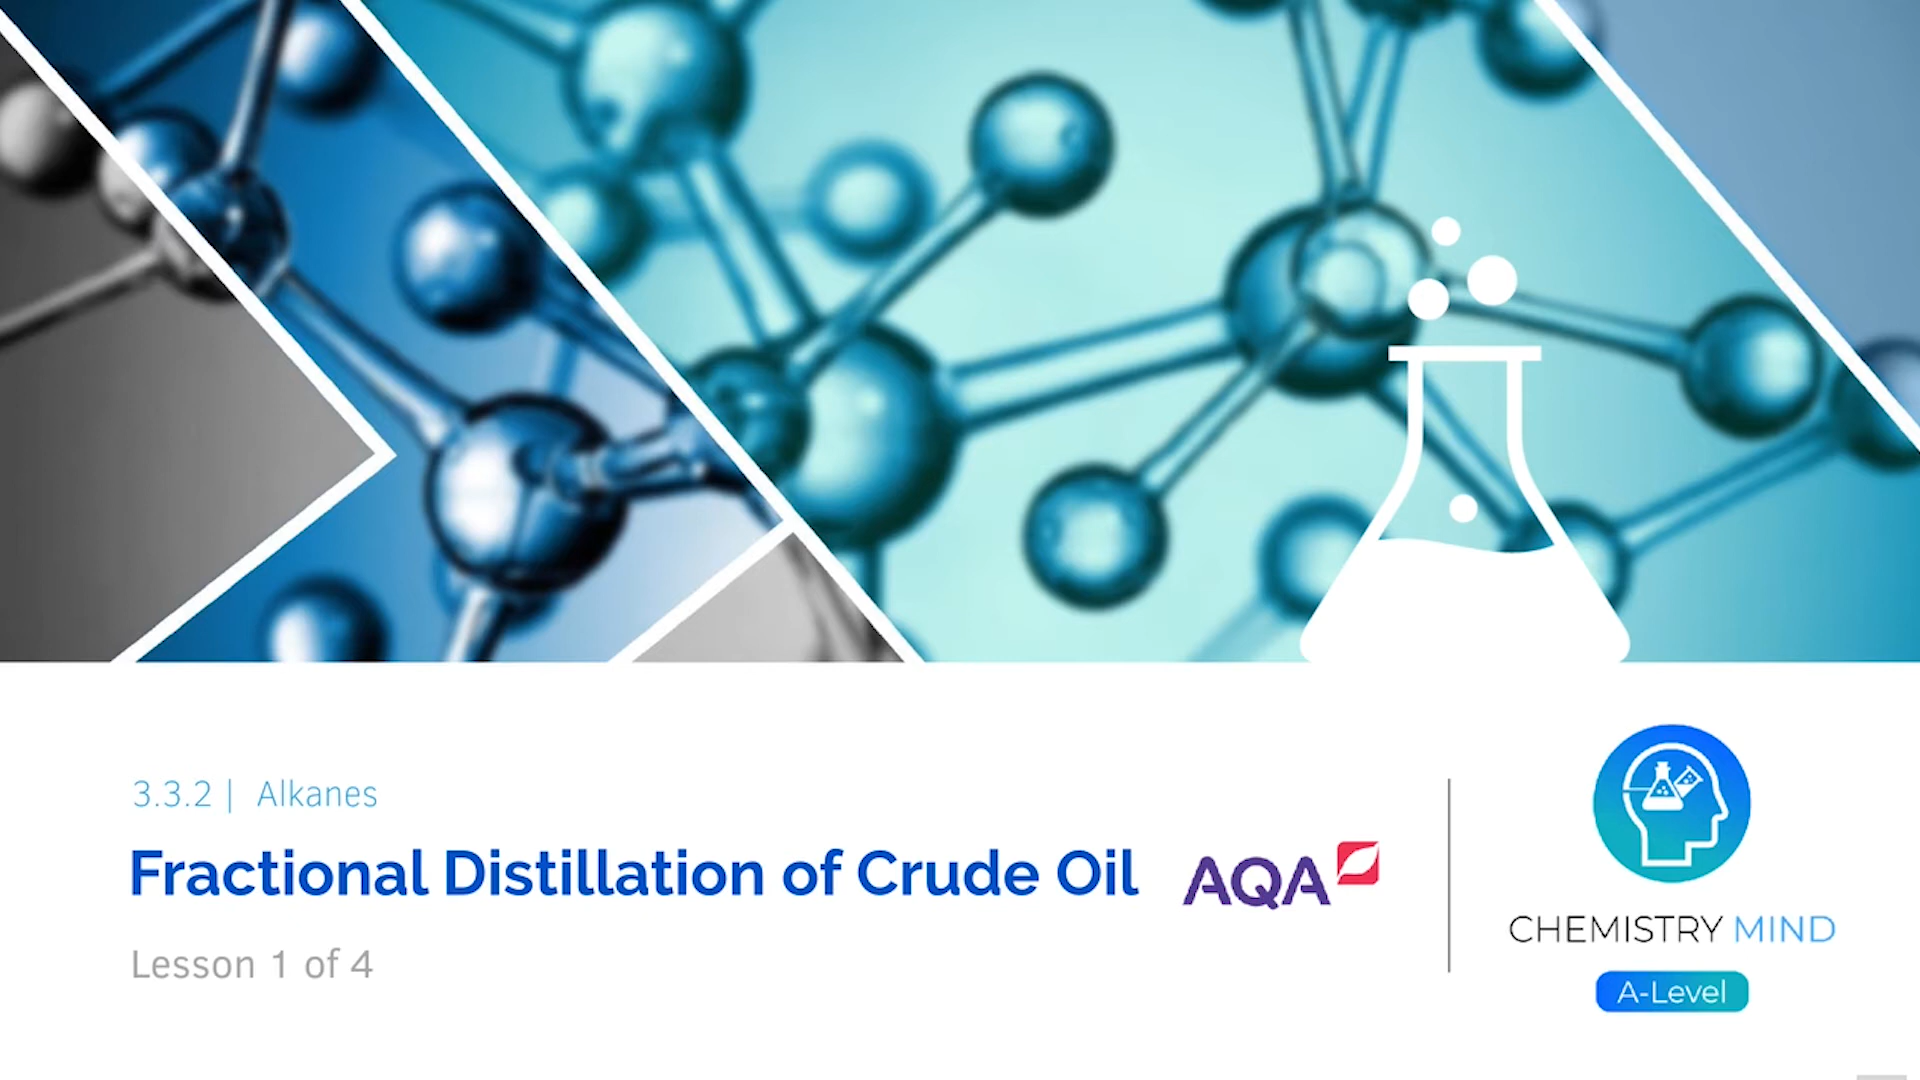 3.3.2 | Alkanes
Fractional Distillation of Crude Oil
AQA
Lesson 1 of 4
CHEMISTRY MIND
A-Level